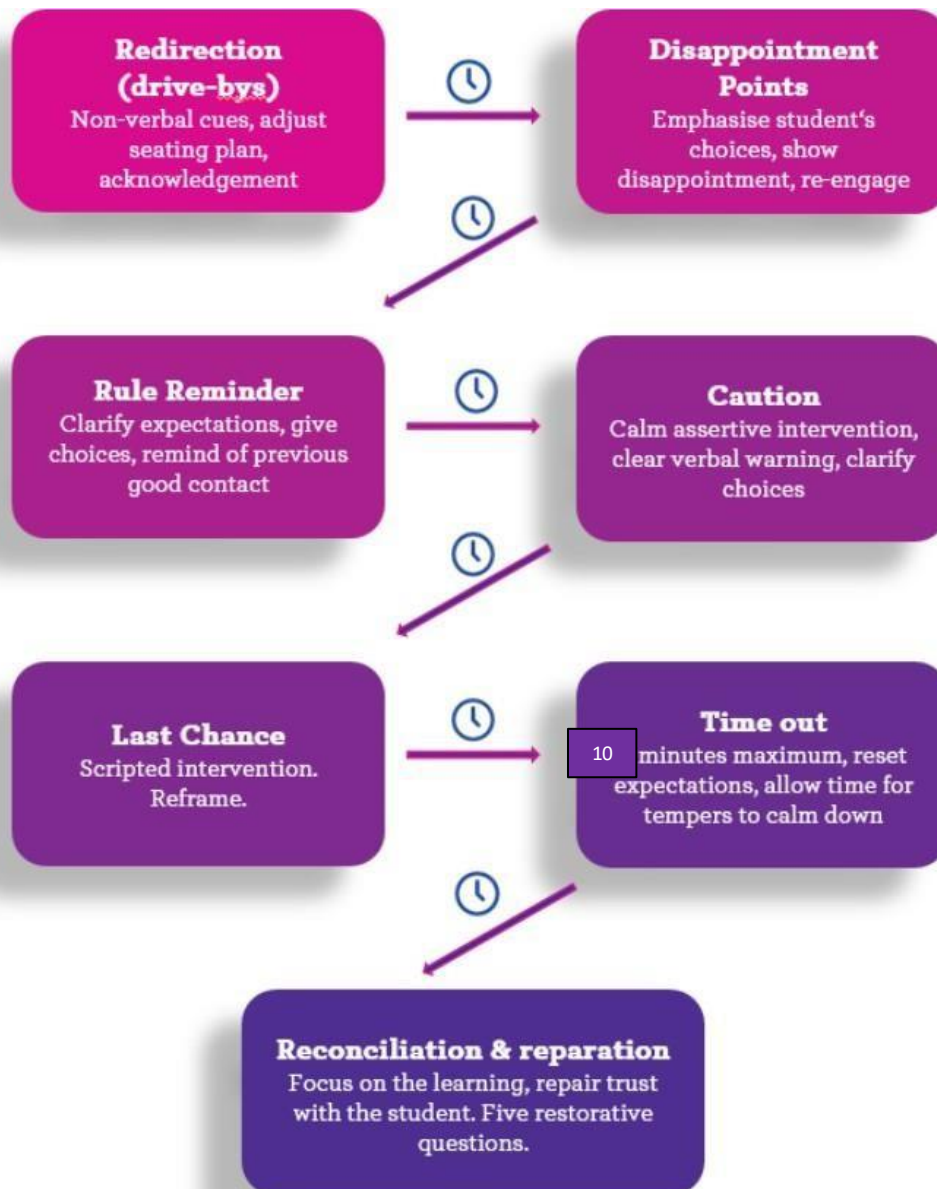 Redirection
(drive-bys)
Non-verbal cues, adjust
seating plan,
acknowledgement
Disappointment
Points
Emphasise student‘s
choices, show
disappointment, re-engage
Rule Reminder
Clarify expectations, give
choices, remind of previous
good contact
Caution
Calm assertive intervention,
clear verbal warning, clarify
choices
Last Chance
Scripted intervention.
Reframe.
Time out
10 minutes maximum, reset
expectations, allow time for
tempers to calm down
Reconciliation & reparation
Focus on the learning, repair trust
with the student. Five restorative
questions.